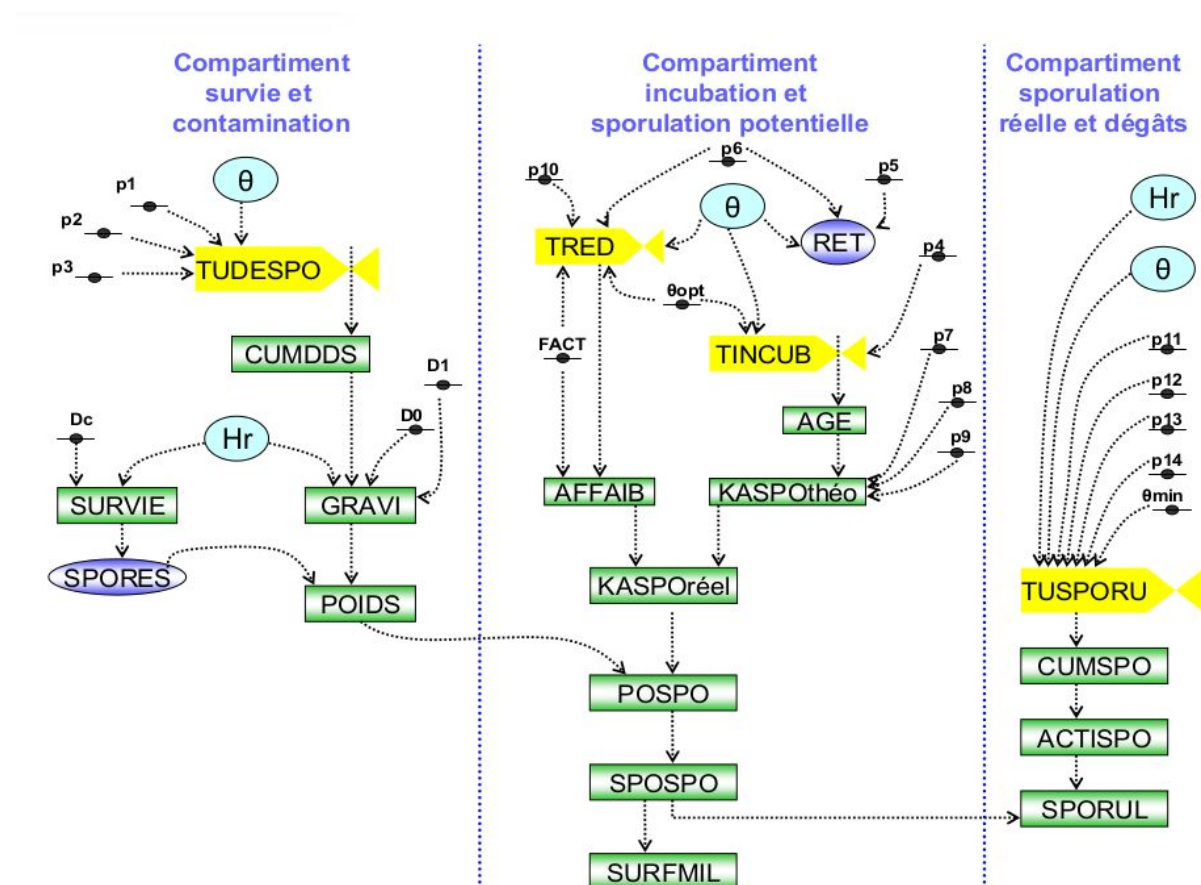 Compartiment
survie et
contamination
θ
p1
p2
p3
TUDESPO
CUMDDS
D1
D0
Dc
Hr
SURVIE
GRAVI
SPORES
POIDS
Compartiment
incubation et
sporulation potentielle
p6
p10
p5
θ
TRED
RET
p4
θopt
FACT
TINCUB
p7
p8
AGE
p9
AFFAIB
KASPOthéo
KASPOréel
POSPO
SPOSPO
SURFMIL
Compartiment
sporulation
réelle et dégâts
Hr
θ
p11
p12
p13
p14
θmin
TUSPORU
CUMSPO
ACTISPO
SPORUL